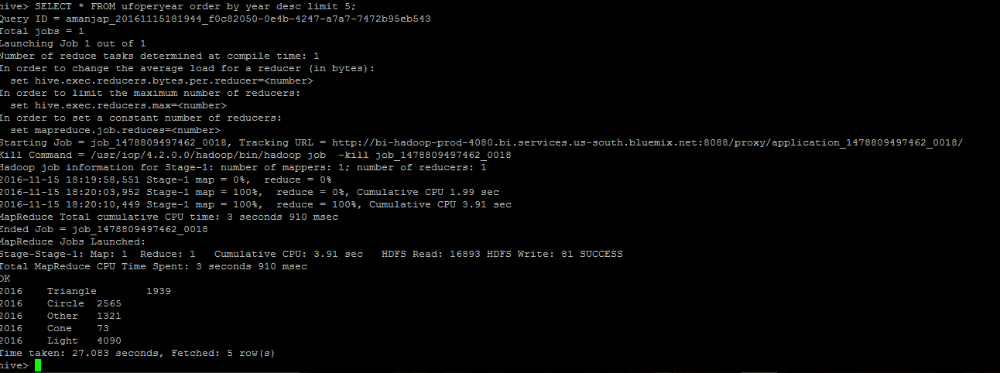 hive> SELECT * FROM ufoperyear order by year desc limit 5;
Query ID = amanjap_20161115181944_f0c82050-0e4b-4247-a7a7-7472b95eb543
Total jobs = 1
Launching Job 1 out of 1
Number of reduce tasks determined at compile time: 1
In order to change the average load for a reducer (in bytes):
  set hive.exec.reducers.bytes.per.reducer=<number>
In order to limit the maximum number of reducers:
  set hive.exec.reducers.max=<number>
In order to set a constant number of reducers:
  set mapreduce.job.reduces=<number>
Starting Job = job_1478809497462_0018, Tracking URL = http://bi-hadoop-prod-4080.bi.services.us-south.bluemix.net:8088/proxy/application_1478809497462_0018/
Kill Command = /usr/iop/4.2.0.0/hadoop/bin/hadoop job  -kill job_1478809497462_0018
Hadoop job information for Stage-1: number of mappers: 1; number of reducers: 1
2016-11-15 18:19:58,551 Stage-1 map = 0%,  reduce = 0%
2016-11-15 18:20:03,952 Stage-1 map = 100%,  reduce = 0%, Cumulative CPU 1.99 sec
2016-11-15 18:20:10,449 Stage-1 map = 100%,  reduce = 100%, Cumulative CPU 3.91 sec
MapReduce Total cumulative CPU time: 3 seconds 910 msec
Ended Job = job_1478809497462_0018
MapReduce Jobs Launched:
Stage-Stage-1: Map: 1  Reduce: 1   Cumulative CPU: 3.91 sec   HDFS Read: 16893 HDFS Write: 81 SUCCESS
Total MapReduce CPU Time Spent: 3 seconds 910 msec
OK
2016    Triangle        1939
2016    Circle  2565
2016    Other   1321
2016    Cone    73
2016    Light   4090
Time taken: 27.083 seconds, Fetched: 5 row(s)
hive>